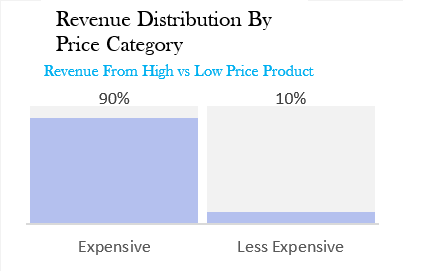 Revenue Distribution By
Price Category
Revenue From High vs Low Price Product
90% 10%
Expensive Less Expensive